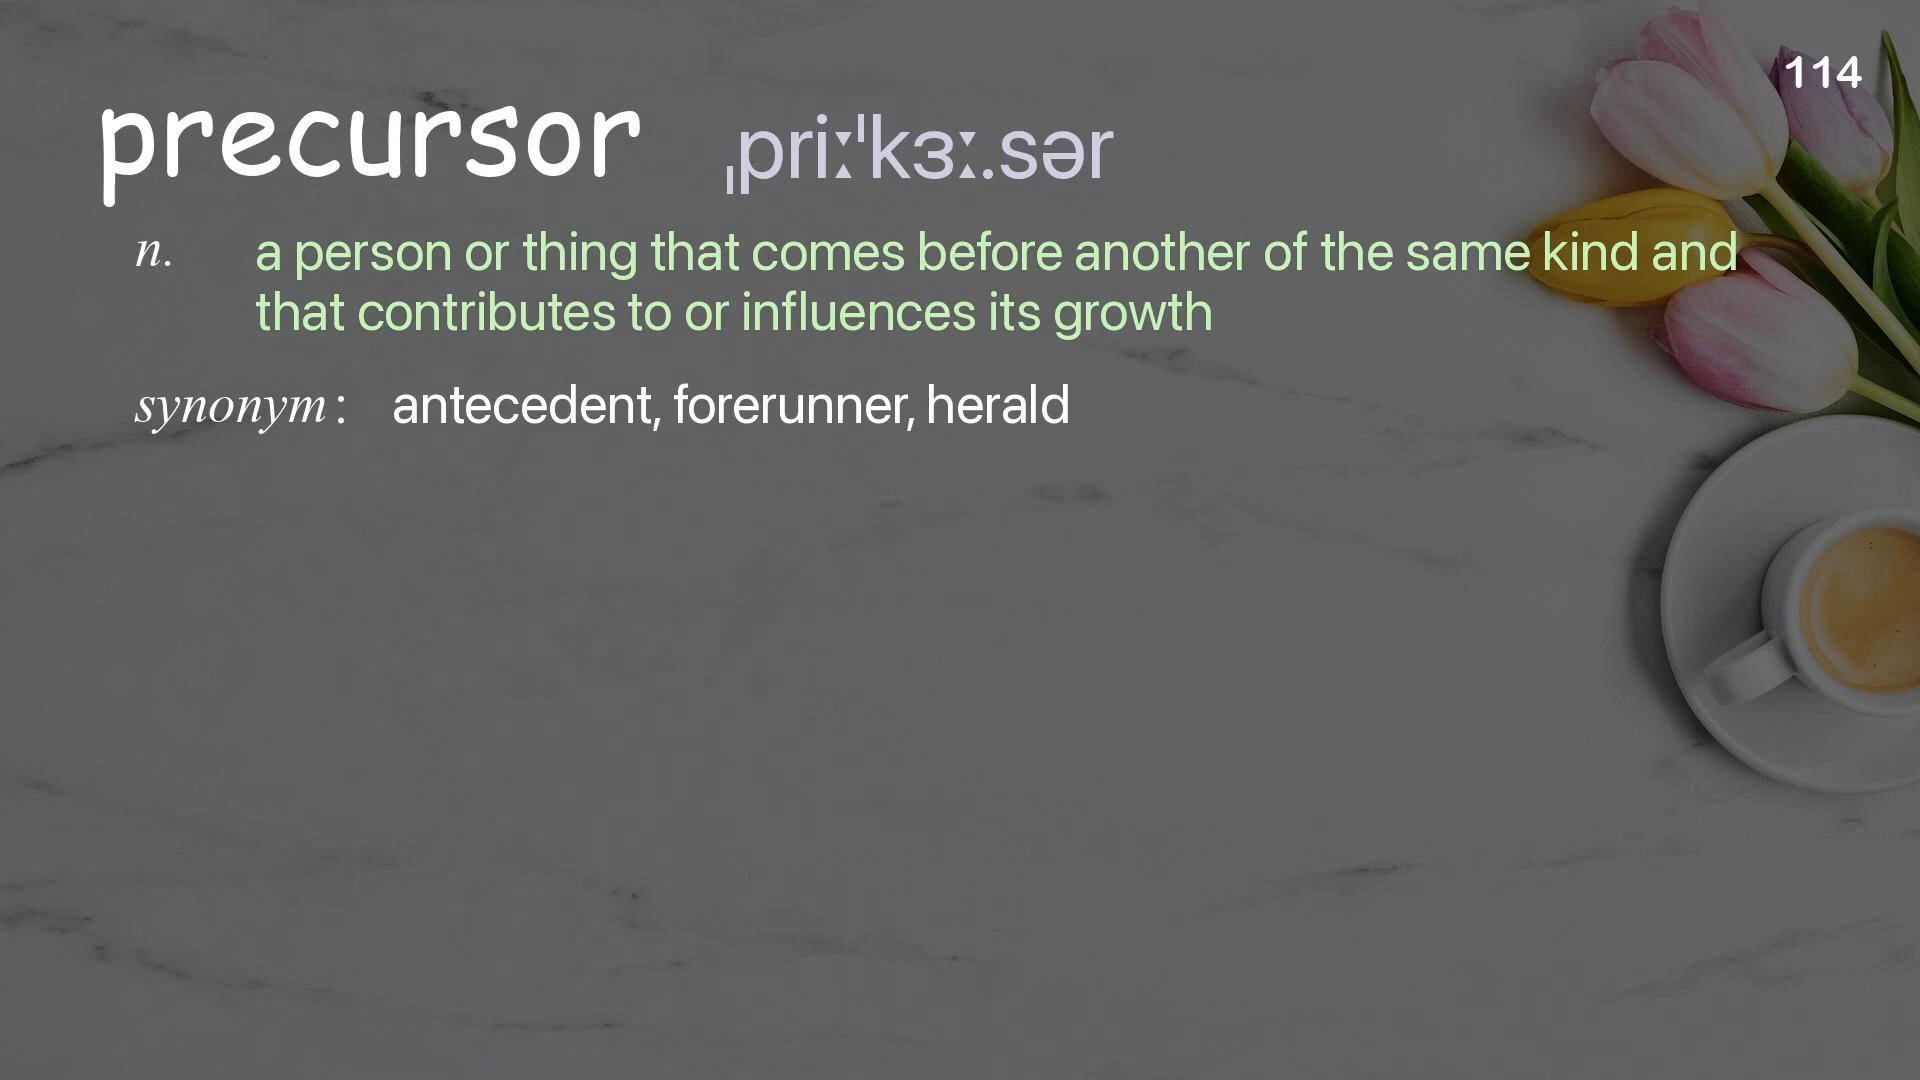 114
precursor ˌpriːˈkɜː.sər
n. a person or thing that comes before another of the same kind and
that contributes to or influences its growth
synonym: antecedent, forerunner, herald